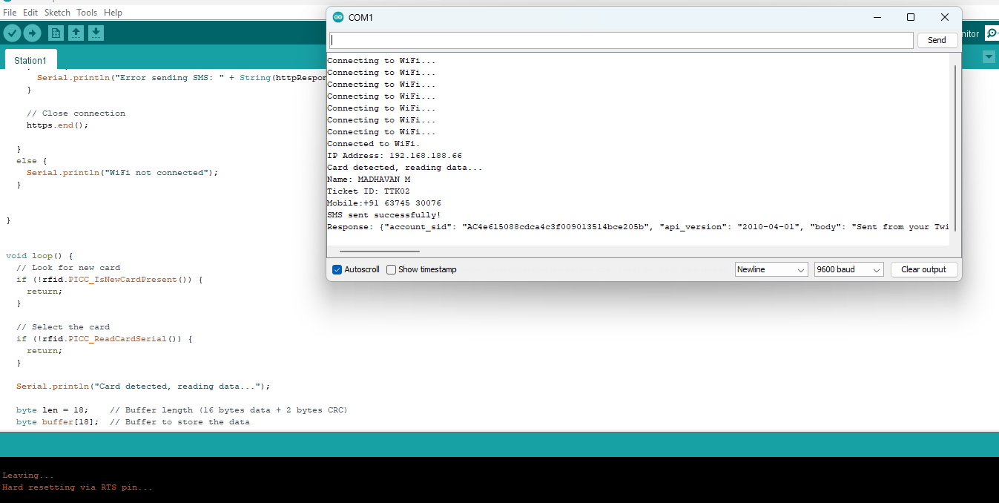 File Edit Sketch Tools Help
Station1
Serial.println("Error sending SMS: " + String(httpRespon
}
// Close connection
https.end();
}
else {
Serial.println("WiFi not connected");
}
}
void loop() {
// Look for new card
if (!rfid.PICC_IsNewCardPresent()) {
return;
}
// Select the card
if (!rfid.PICC_ReadCardSerial()) {
return;
}
Serial.println("Card detected, reading data...");
byte len = 18; // Buffer length (16 bytes data + 2 bytes CRC)
byte buffer[18]; // Buffer to store the data
Leaving...
Hard resetting via RTS pin...
COM1
Send
nitor
Connecting to WiFi...
Connecting to WiFi...
Connecting to WiFi...
Connecting to WiFi...
Connecting to WiFi...
Connecting to WiFi...
Connecting to WiFi...
Connected to WiFi.
IP Address: 192.168.188.66
Card detected, reading data...
Name: MADHAVAN M
Ticket ID: TTK02
Mobile:+91 63745 30076
SMS sent successfully!
Response: {"account_sid": "AC4e615088cdca4c3f009013514bce205b", "api_version": "2010-04-01", "body": "Sent from your Twi
Autoscroll Show timestamp Newline 9600 baud Clear output